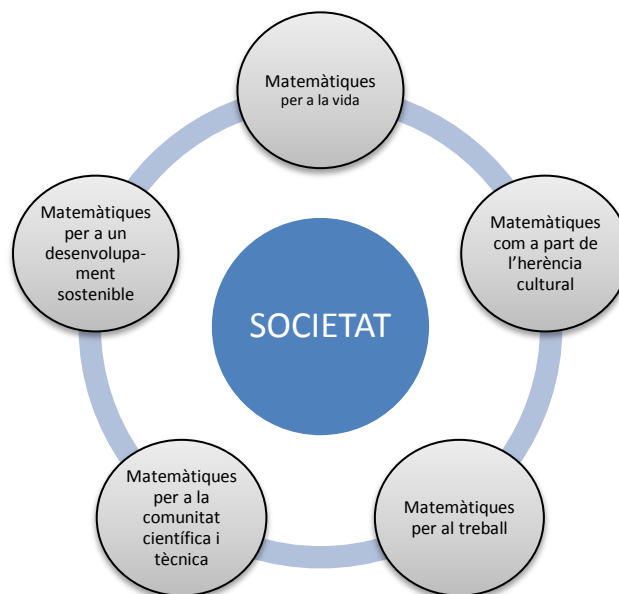 Matemàtiques
per a la vida
Matemàtiques
com a part de
l’herència
cultural
Matemàtiques
per al treball
Matemàtiques
per a la
comunitat
científica i
tècnica
Matemàtiques
per a un
desenvolupa-
ment
sostenible
SOCIETAT